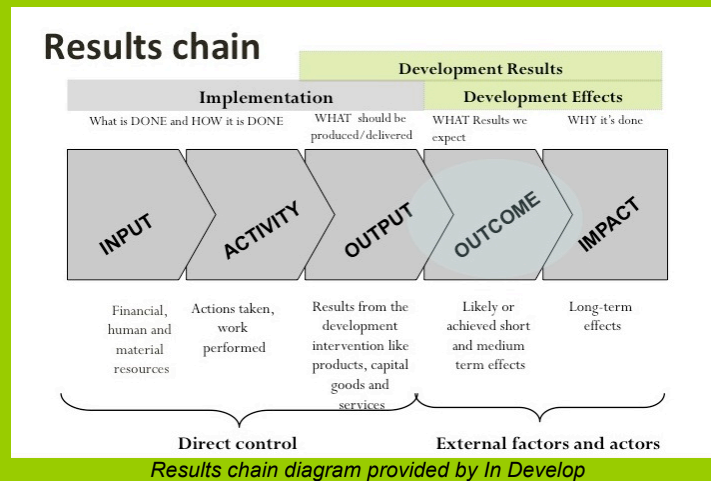 Results chain
Development Results
Implementation
Development Effects
What is DONE and HOW it is DONE
WHAT should be
produced/delivered
WHAT Results we
expect
WHY it's done
INPUT
ACTIVITY
OUTPUT
OUTCOME
IMPACT
Financial,
human and
material
resources
Actions taken,
work
performed
Results from the
development
intervention like
products, capital
goods and
services
Likely or
achieved short
and medium
term effects
Long-term
effects
Direct control
External factors and actors
Results chain diagram provided by In Develop